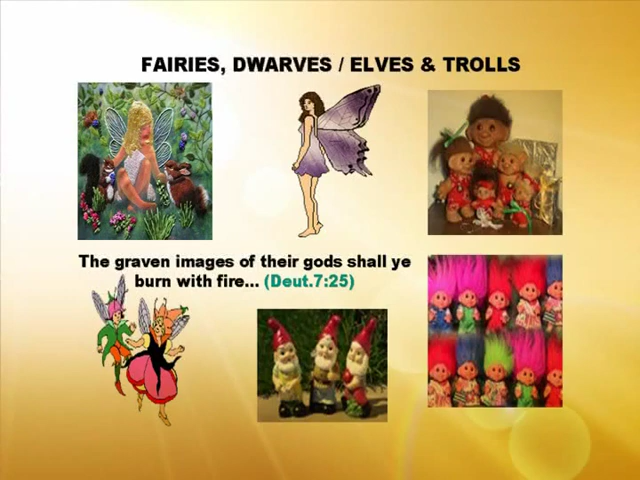 FAIRIES, DWARVES / ELVES & TROLLS
The graven images of their gods shall ye
burn with fire... (Deut.7:25)